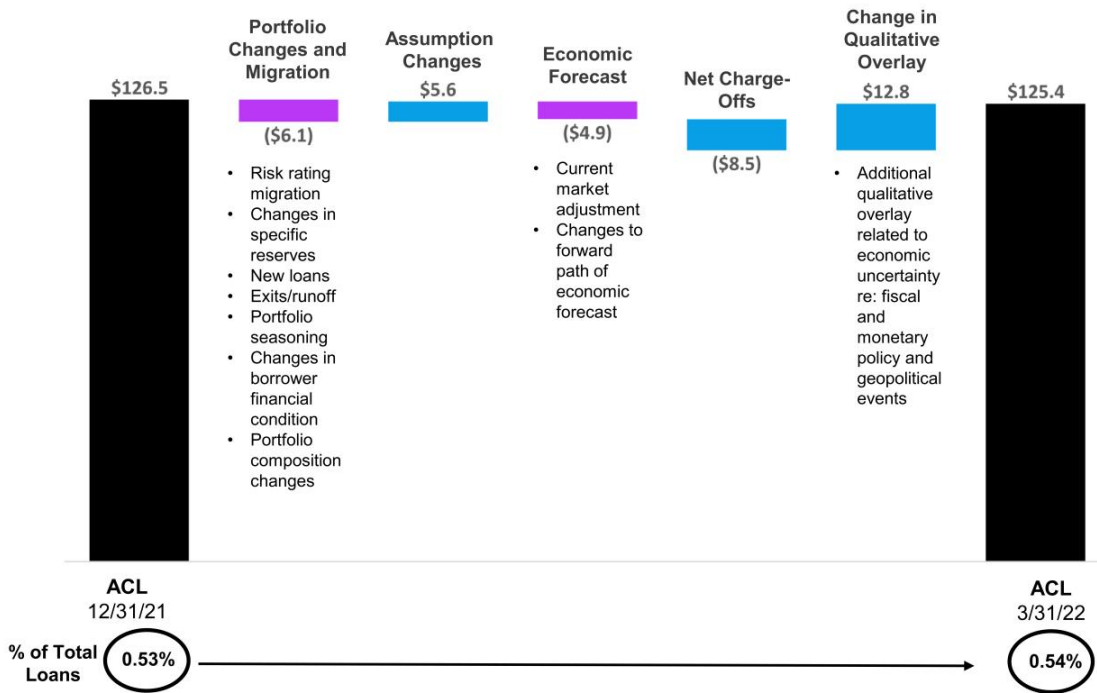 $126.5
Portfolio
Changes and
Migration
($6.1)
• Risk rating
migration
• Changes in
specific
reserves
• New loans
• Exits/runoff
• Portfolio
seasoning
• Changes in
borrower
financial
condition
• Portfolio
composition
changes
Assumption
Changes
$5.6
Economic
Forecast
($4.9)
• Current
market
adjustment
• Changes to
forward
path of
economic
forecast
Net Charge-
Offs
($8.5)
Change in
Qualitative
Overlay
$12.8
• Additional
qualitative
overlay
related to
economic
uncertainty
re: fiscal
and
monetary
policy and
geopolitical
events
$125.4
ACL
12/31/21
ACL
3/31/22
% of Total
Loans
0.53%
0.54%